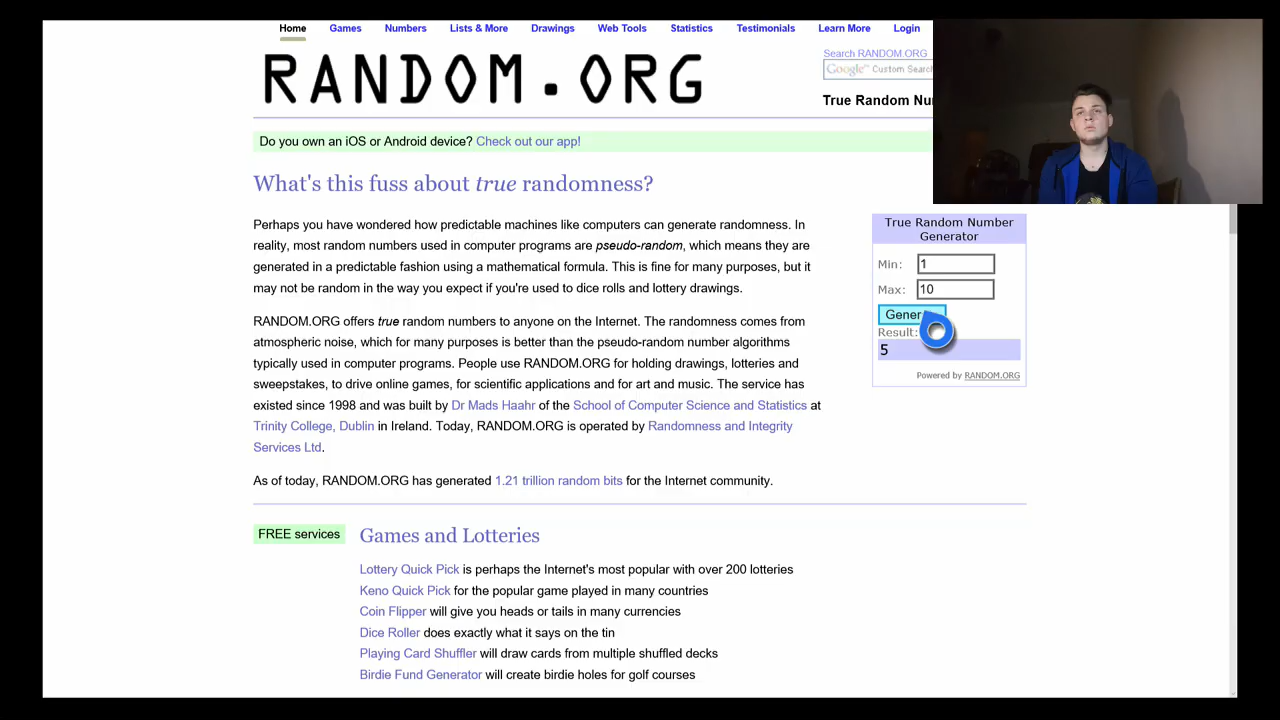 Home Games Numbers Lists & More Drawings Web Tools Statistics Testimonials Learn More Login
RANDOM.ORG
Search RANDOM.ORG
Google™ Custom Search
True Random
Do you own an iOS or Android device? Check out our app!
What's this fuss about true randomness?
Perhaps you have wondered how predictable machines like computers can generate randomness. In
reality, most random numbers used in computer programs are pseudo-random, which means they are
generated in a predictable fashion using a mathematical formula. This is fine for many purposes, but it
may not be random in the way you expect if you're used to dice rolls and lottery drawings.
RANDOM.ORG offers true random numbers to anyone on the Internet. The randomness comes from
atmospheric noise, which for many purposes is better than the pseudo-random number algorithms
typically used in computer programs. People use RANDOM.ORG for holding drawings, lotteries and
sweepstakes, to drive online games, for scientific applications and for art and music. The service has
existed since 1998 and was built by Dr Mads Haahr of the School of Computer Science and Statistics at
Trinity College, Dublin in Ireland. Today, RANDOM.ORG is operated by Randomness and Integrity
Services Ltd.
As of today, RANDOM.ORG has generated 1.21 trillion random bits for the Internet community.
True Random Number
Generator
Min: 1
Max: 10
Gener
Result:
5
Powered by RANDOM.ORG
FREE services
Games and Lotteries
Lottery Quick Pick is perhaps the Internet's most popular with over 200 lotteries
Keno Quick Pick for the popular game played in many countries
Coin Flipper will give you heads or tails in many currencies
Dice Roller does exactly what it says on the tin
Playing Card Shuffler will draw cards from multiple shuffled decks
Birdie Fund Generator will create birdie holes for golf courses